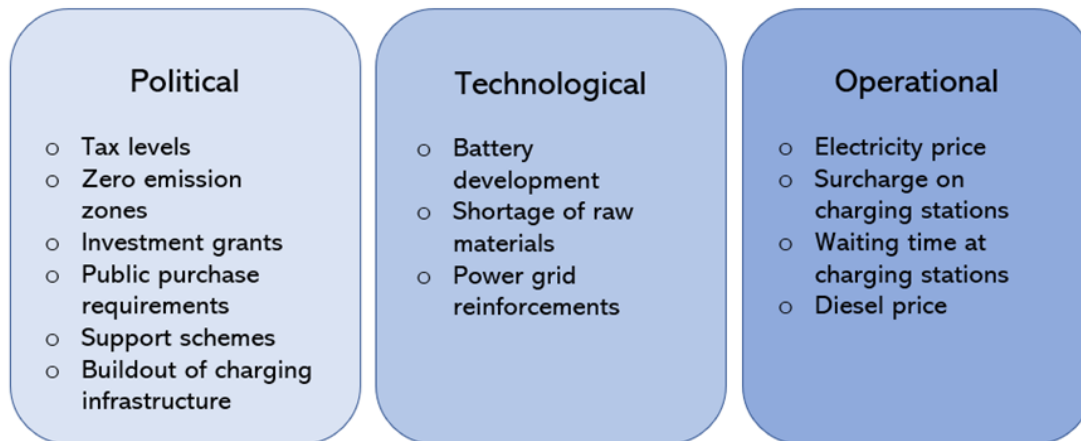 Political
o Tax levels
o Zero emission
zones
o Investment grants
o Public purchase
requirements
o Support schemes
o Buildout of charging
infrastructure
Technological
o Battery
development
o Shortage of raw
materials
o Power grid
reinforcements
Operational
o Electricity price
o Surcharge on
charging stations
o Waiting time at
charging stations
o Diesel price